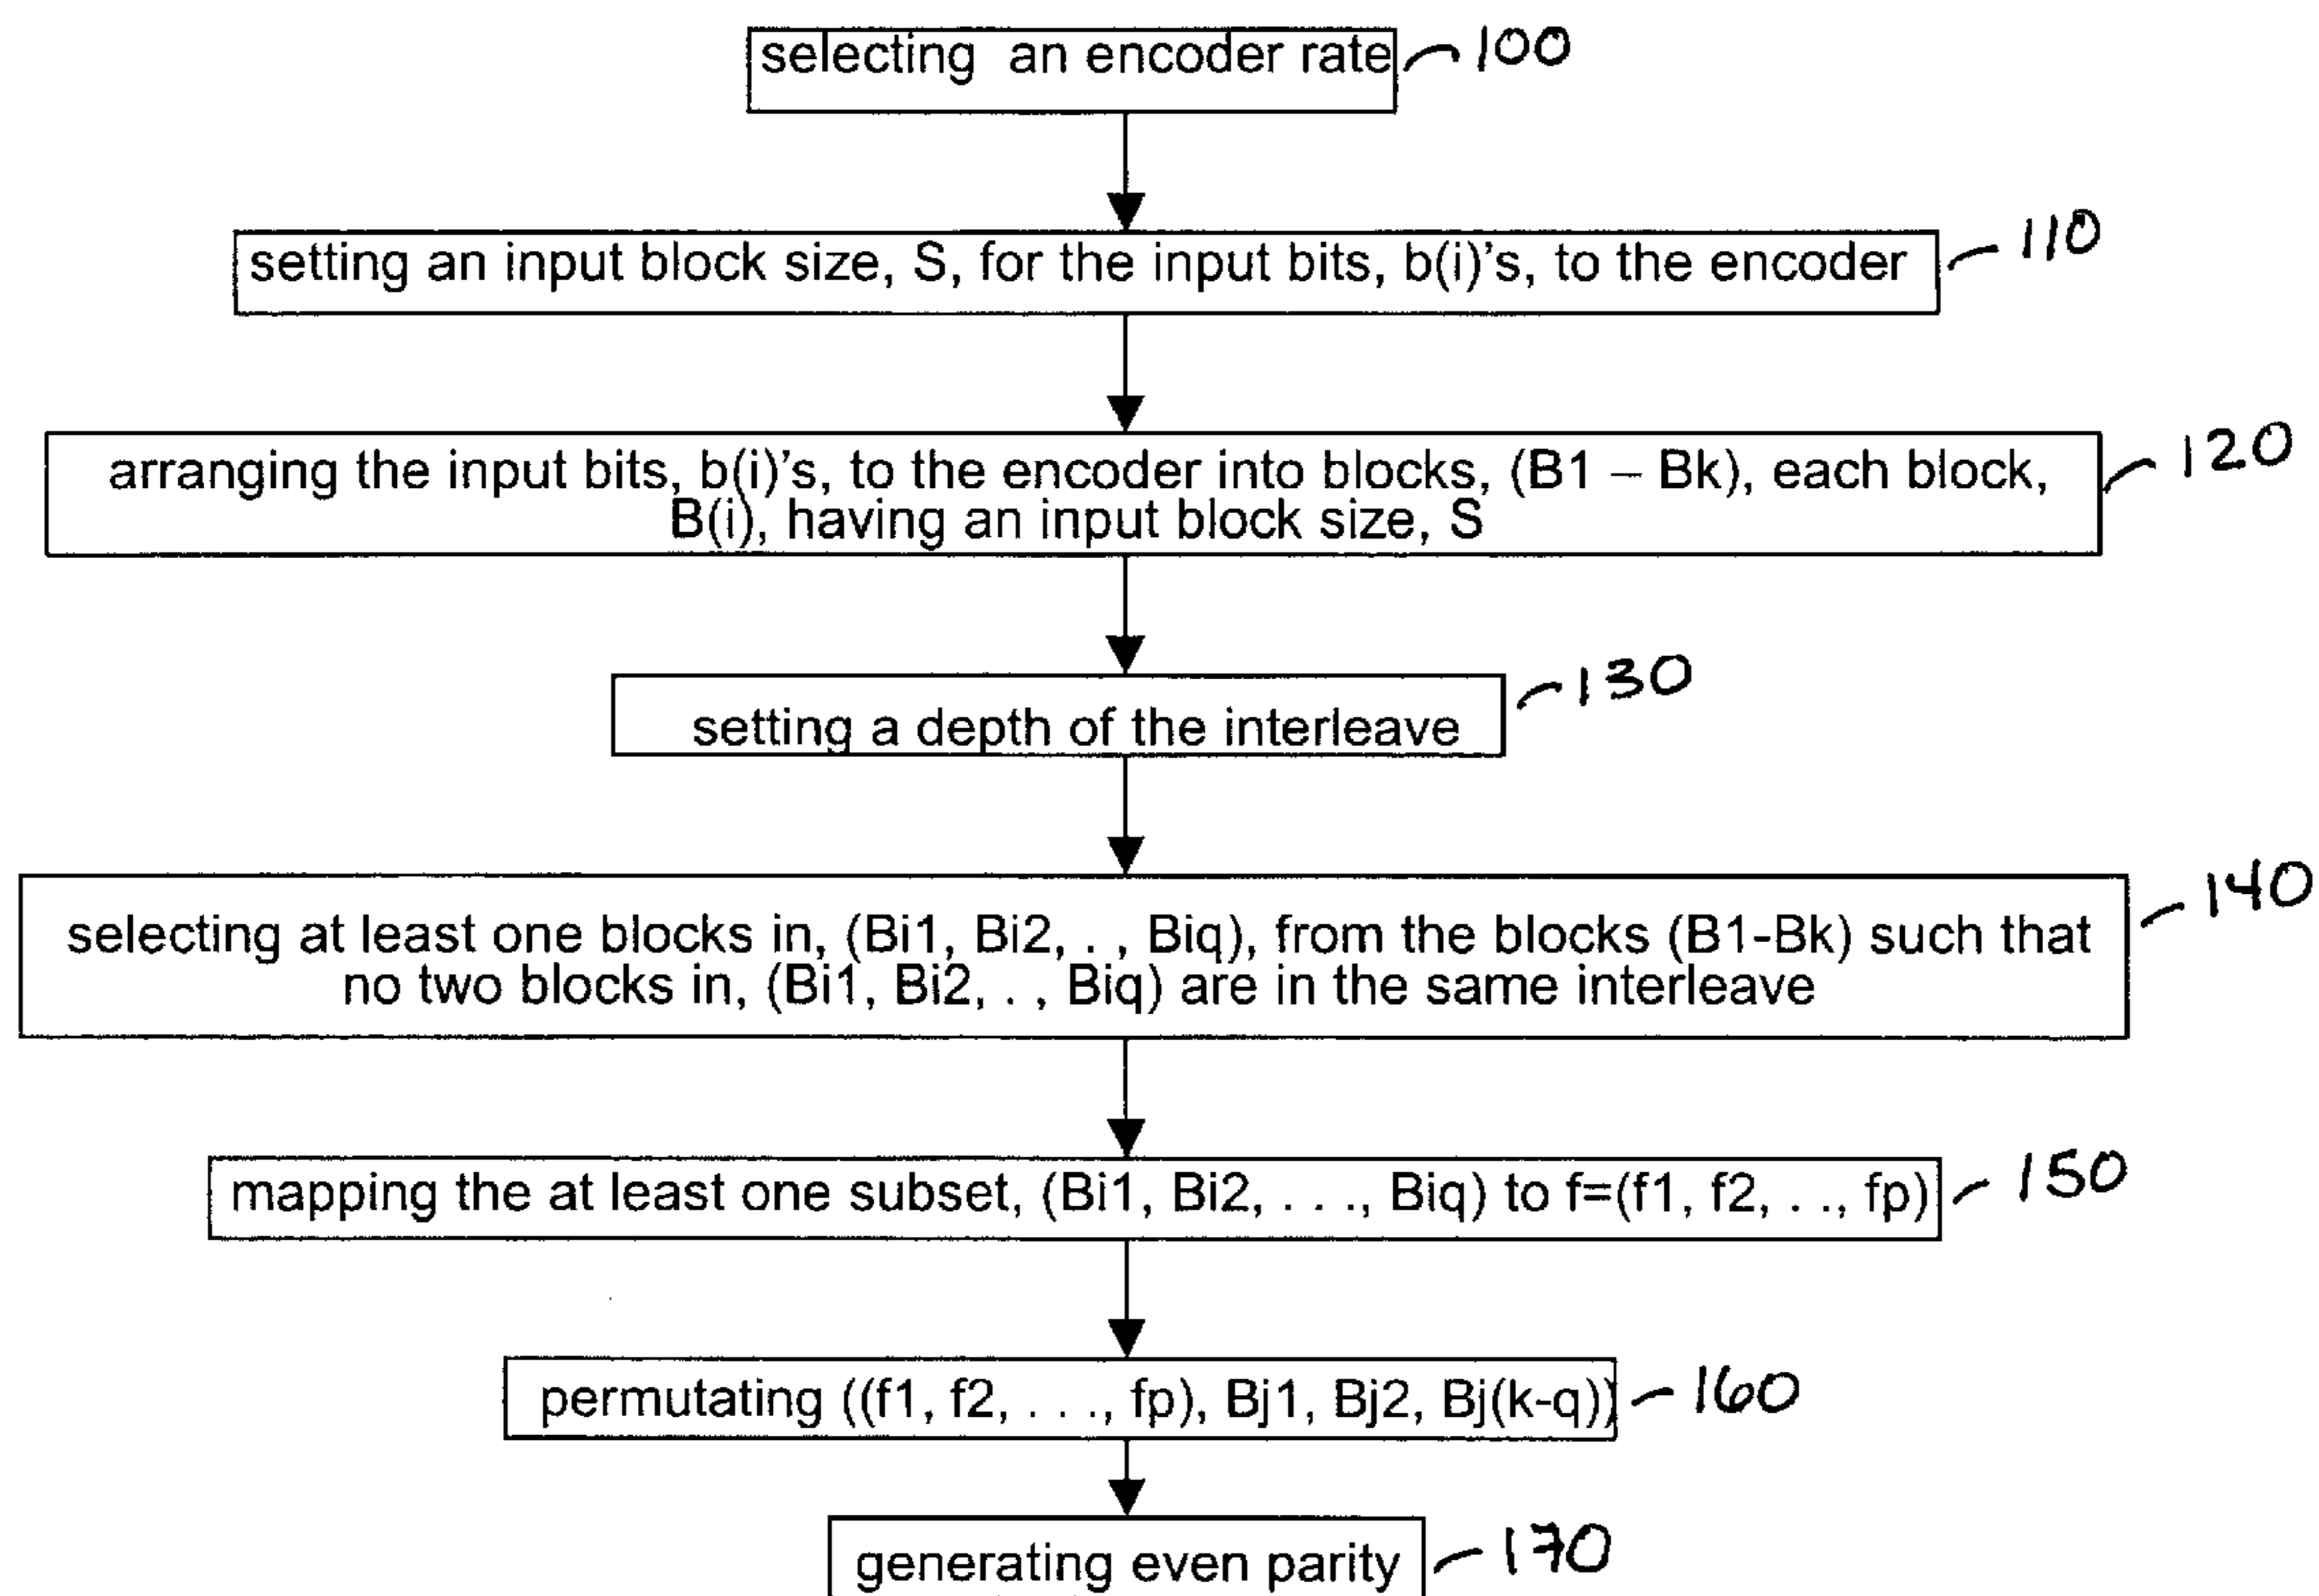 selecting an encoder rate 100
setting an input block size, S, for the input bits, b(i)'s, to the encoder 110
arranging the input bits, b(i)'s, to the encoder into blocks, (B1 – Bk), each block, 120
B(i), having an input block size, S
setting a depth of the interleave 130
selecting at least one blocks in, (Bi1, Bi2, . , Biq), from the blocks (B1-Bk) such that 140
no two blocks in, (Bi1, Bi2, . , Biq) are in the same interleave
mapping the at least one subset, (Bi1, Bi2, . . ., Biq) to f=(f1, f2, . ., fp) 150
permutating ((f1, f2, . . ., fp), Bj1, Bj2, Bj(k-q)) 160
generating even parity 170